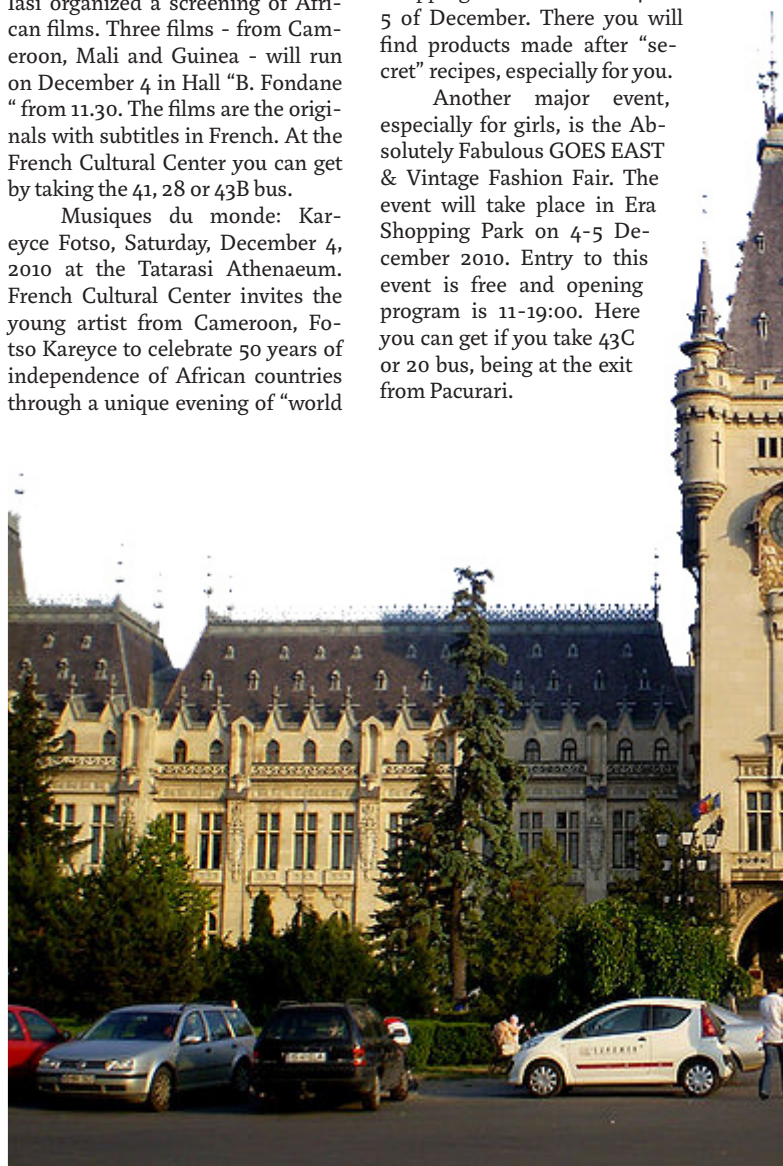 Iasi organized a screening of Afri-
can films. Three films - from Cam-
eroon, Mali and Guinea - will run
on December 4 in Hall “B. Fondane
“ from 11.30. The films are the origi-
nals with subtitles in French. At the
French Cultural Center you can get
by taking the 41, 28 or 43B bus.
Musiques du monde: Kar-
eyce Fotso, Saturday, December 4,
2010 at the Tatarasi Athenaeum.
French Cultural Center invites the
young artist from Cameroon, Fo-
tso Kareyce to celebrate 50 years of
independence of African countries
through a unique evening of “world
5 of December. There you will
find products made after “se-
cret” recipes, especially for you.
Another major event,
especially for girls, is the Ab-
solutely Fabulous GOES EAST
& Vintage Fashion Fair. The
event will take place in Era
Shopping Park on 4-5 De-
cember 2010. Entry to this
event is free and opening
program is 11-19:00. Here
you can get if you take 43C
or 20 bus, being at the exit
from Pacurari.